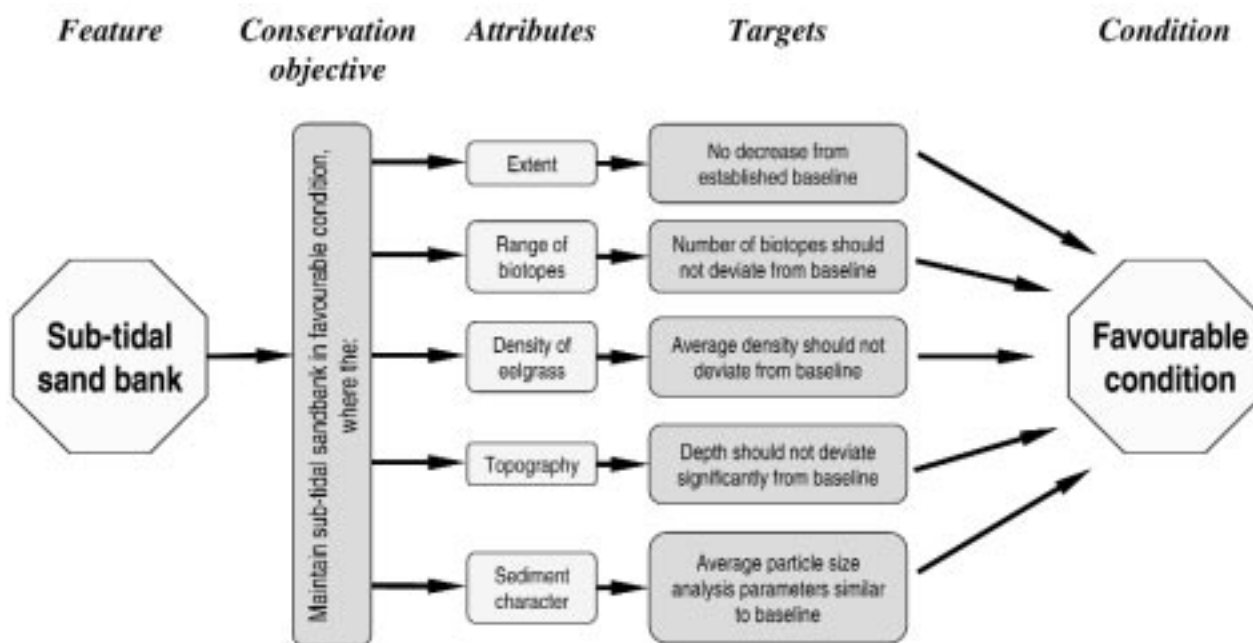 Feature
Conservation
objective
Attributes
Targets
Condition
Sub-tidal
sand bank
Maintain sub-tidal sandbank in favourable condition,
where the:
Extent
No decrease from
established baseline
Range of
biotopes
Number of biotopes should
not deviate from baseline
Density of
eelgrass
Average density should not
deviate from baseline
Topography
Depth should not deviate
significantly from baseline
Sediment
character
Average particle size
analysis parameters similar
to baseline
Favourable
condition